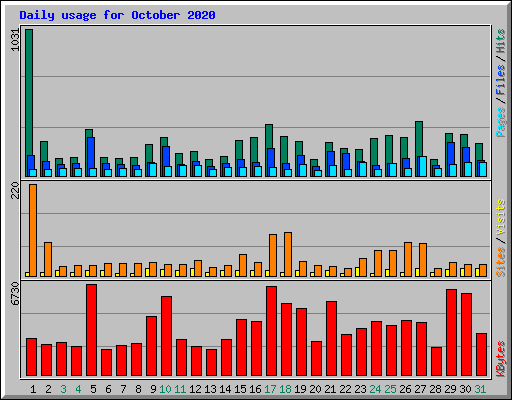 Daily usage for October 2020
1031
Pages / Files / Hits
220
Sites / Visits
6730
KBytes
1 2 3 4 5 6 7 8 9 10 11 12 13 14 15 16 17 18 19 20 21 22 23 24 25 26 27 28 29 30 31